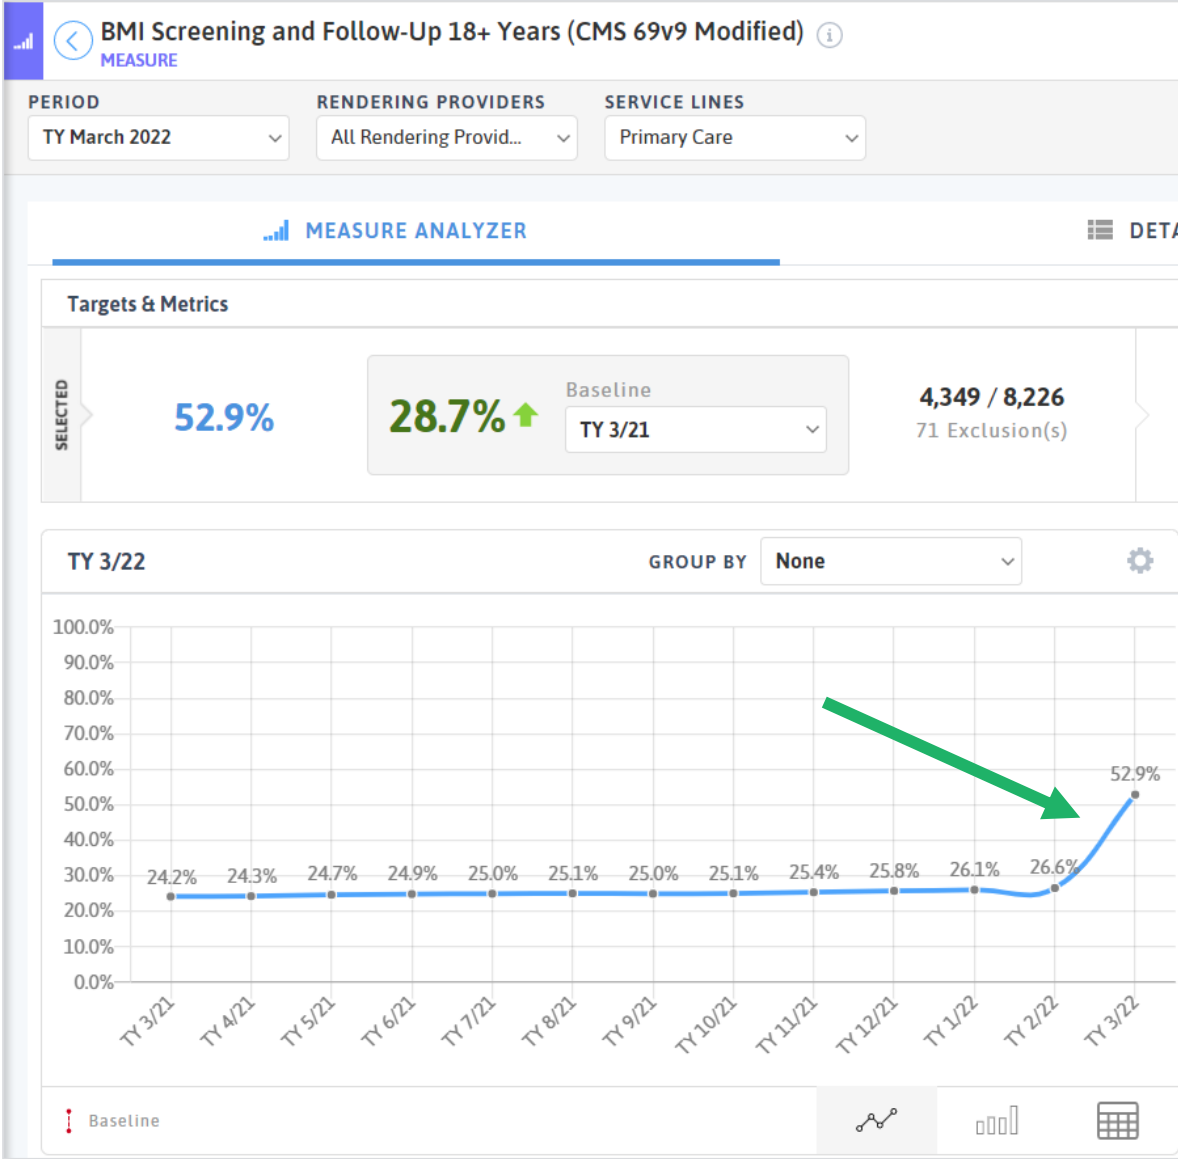 BMI Screening and Follow-Up 18+ Years (CMS 69v9 Modified)
MEASURE
PERIOD RENDERING PROVIDERS SERVICE LINES
TY March 2022 All Rendering Provid... Primary Care
MEASURE ANALYZER DETA
Targets & Metrics
SELECTED
52.9%
28.7%
Baseline
TY 3/21
4,349 / 8,226
71 Exclusion(s)
TY 3/22 GROUP BY None
100.0%
90.0%
80.0%
70.0%
60.0%
50.0%
40.0%
30.0%
20.0%
10.0%
0.0%
24.2% 24.3% 24.7% 24.9% 25.0% 25.1% 25.0% 25.1% 25.4% 25.8% 26.1% 26.6% 52.9%
TY 3/21 TY 4/21 TY 5/21 TY 6/21 TY 7/21 TY 8/21 TY 9/21 TY 10/21 TY 11/21 TY 12/21 TY 1/22 TY 2/22 TY 3/22
Baseline